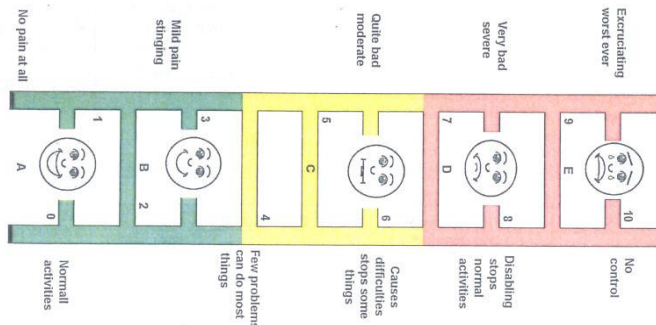 Excruciating
worst ever
10
No
control
9
E
Very bad
severe
8
Disabling
stops
normal
activities
7
D
Quite bad
moderate
6
Causes
difficulties
stops some
things
5
C
4
Few problems
can do most
things
Mild pain
stinging
3
B
2
1
No pain at all
A
0
Normall
activities